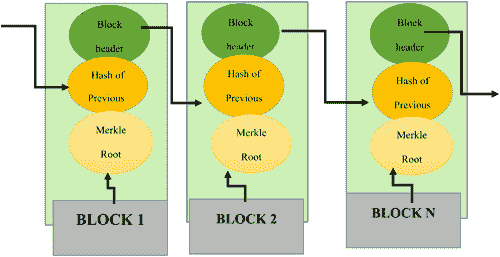 Block
header
Hash of
Previous
Merkle
Root
BLOCK 1
Block
header
Hash of
Previous
Merkle
Root
BLOCK 2
Block
header
Hash of
Previous
Merkle
Root
BLOCK N